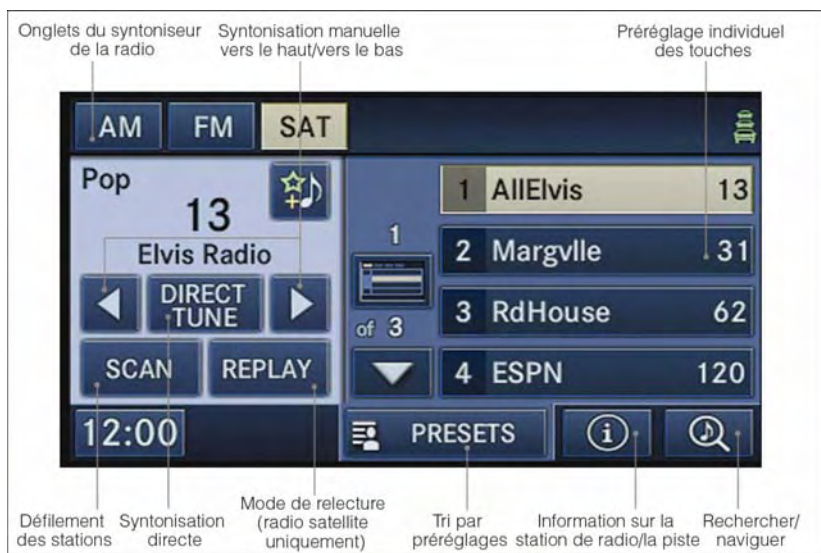 Onglets du syntoniseur
de la radio
Syntonisation manuelle
vers le haut/vers le bas
Préréglage individuel
des touches
AM FM SAT
Pop
13
Elvis Radio
DIRECT
TUNE
SCAN REPLAY
12:00
1
of 3
1 AllElvis 13
2 Margvlle 31
3 RdHouse 62
4 ESPN 120
PRESETS
Défilement
des stations
Syntonisation
directe
Mode de relecture
(radio satellite
uniquement)
Tri par
préréglages
Information sur la
station de radio/la piste
Rechercher/
naviguer